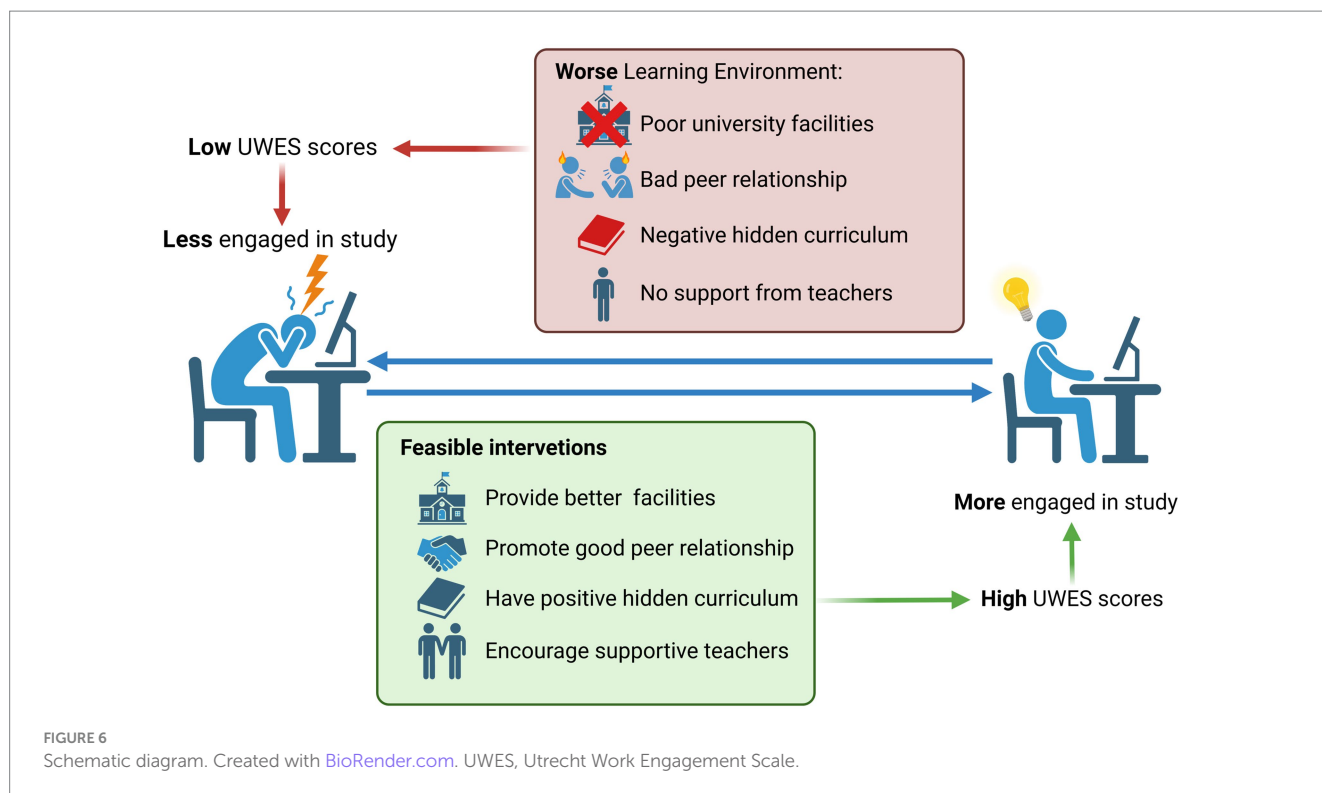 Worse Learning Environment:
Poor university facilities
Bad peer relationship
Negative hidden curriculum
No support from teachers
Low UWES scores
Less engaged in study
Feasible intervetions
Provide better facilities
Promote good peer relationship
Have positive hidden curriculum
Encourage supportive teachers
More engaged in study
High UWES scores
FIGURE 6
Schematic diagram. Created with BioRender.com. UWES, Utrecht Work Engagement Scale.